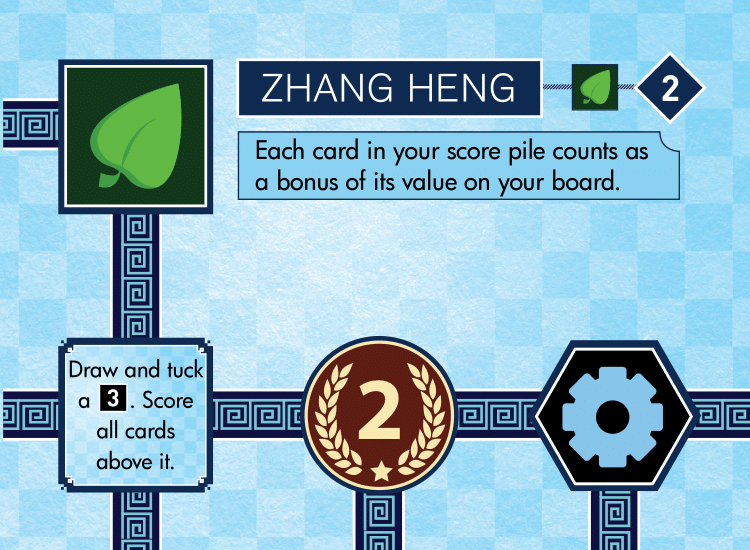 ZHANG HENG
2
Each card in your score pile counts as
a bonus of its value on your board.
Draw and tuck
a 3. Score
all cards
above it.
2